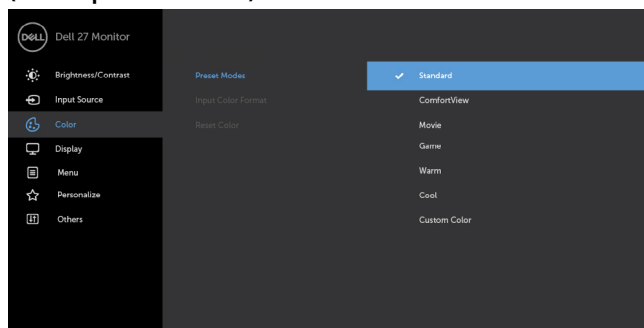 DELL Dell 27 Monitor
Brightness/Contrast Preset Modes Standard
Input Source Input Color Format ComfortView
Color Reset Color Movie
Display Game
Menu Warm
Personalize Cool
Others Custom Color